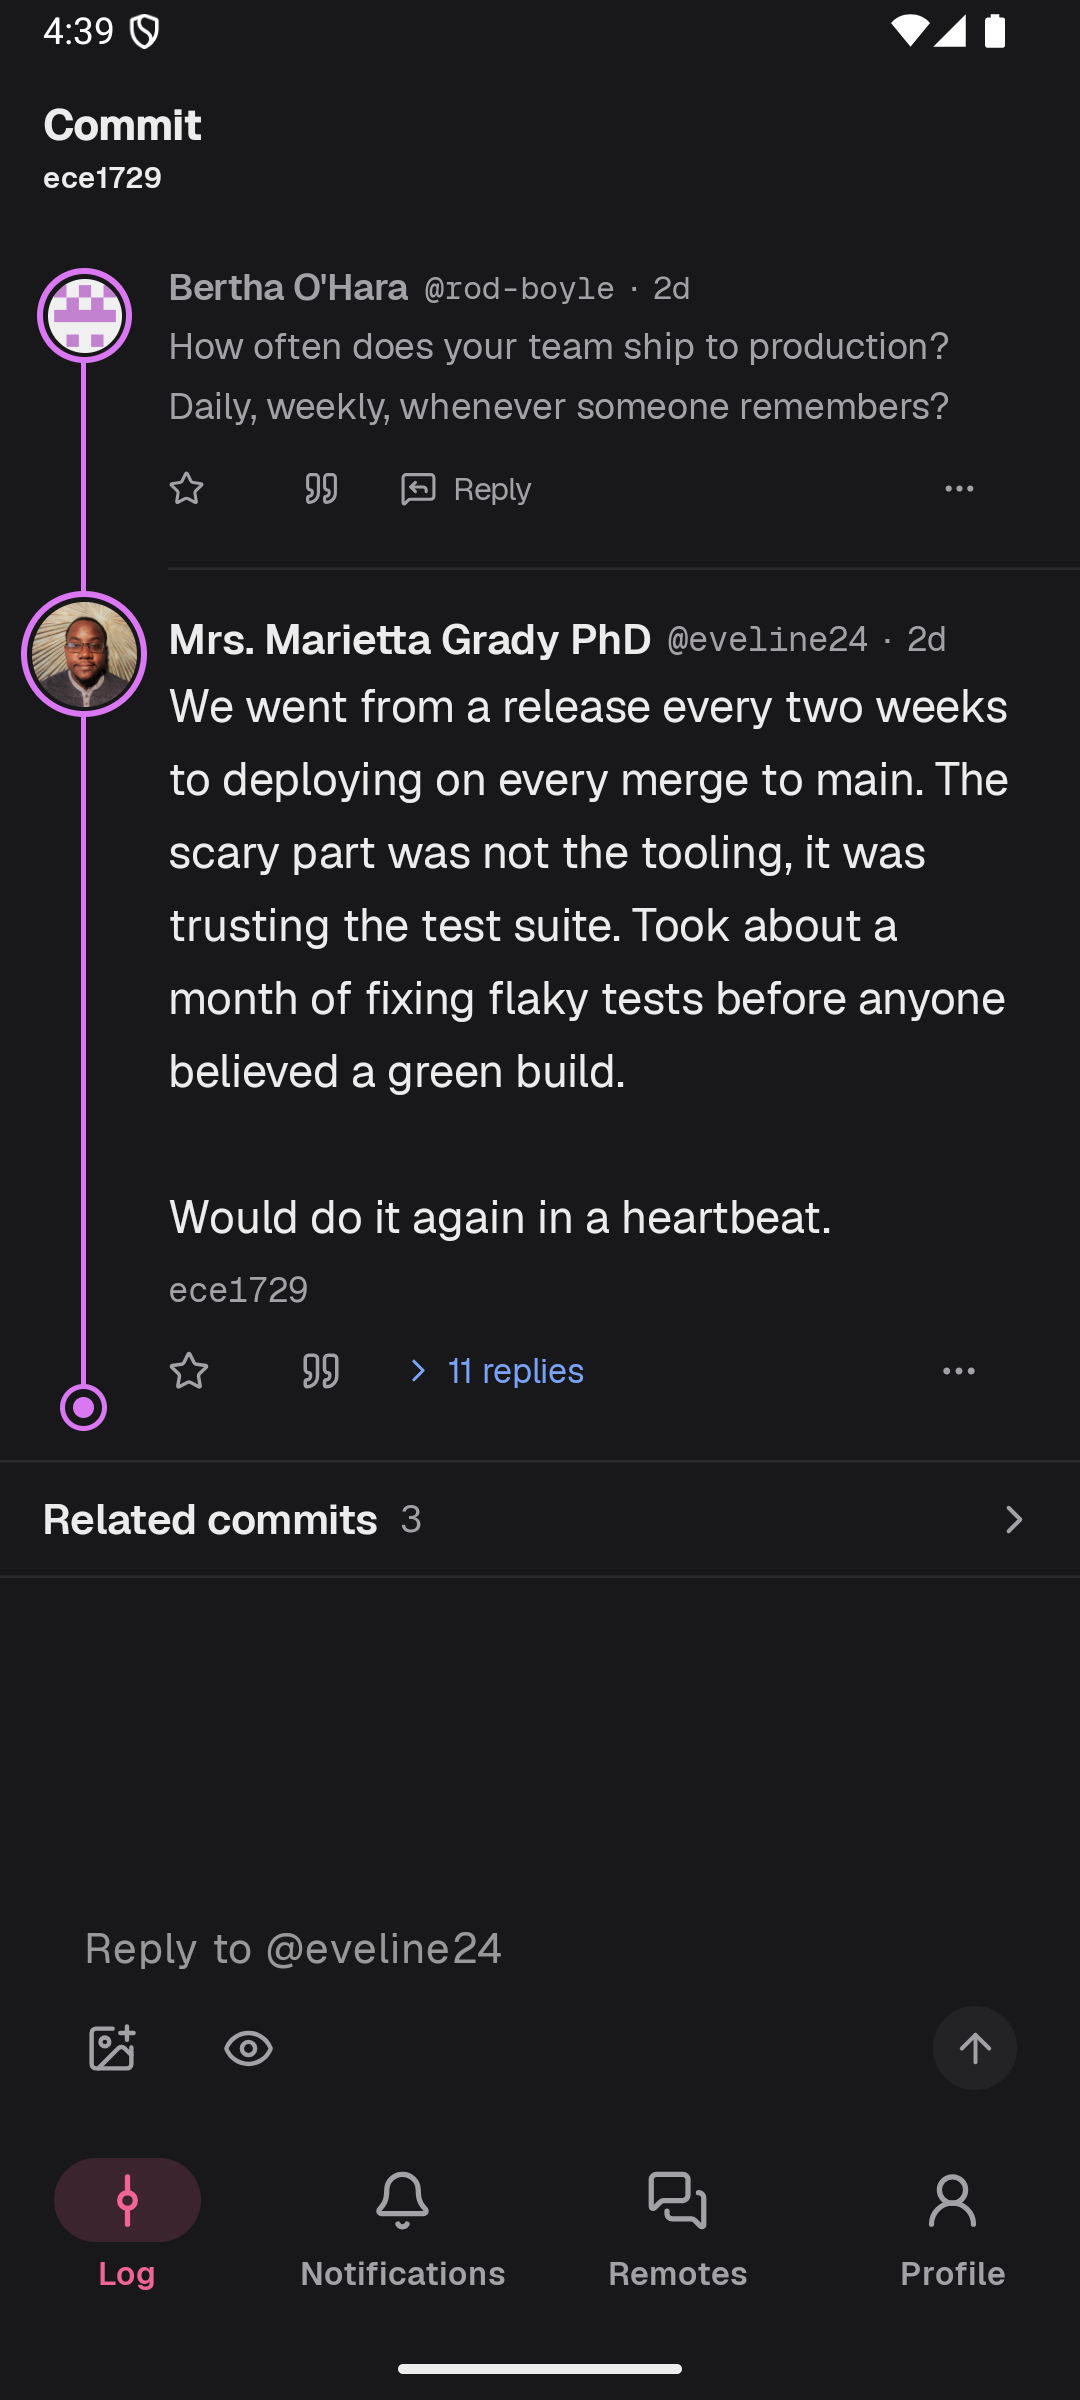 4:39
Commit
ece1729
Bertha O'Hara @rod-boyle · 2d
How often does your team ship to production?
Daily, weekly, whenever someone remembers?
Reply
Mrs. Marietta Grady PhD @eveline24 · 2d
We went from a release every two weeks
to deploying on every merge to main. The
scary part was not the tooling, it was
trusting the test suite. Took about a
month of fixing flaky tests before anyone
believed a green build.
Would do it again in a heartbeat.
ece1729
11 replies
Related commits 3
Reply to @eveline24
Log Notifications Remotes Profile